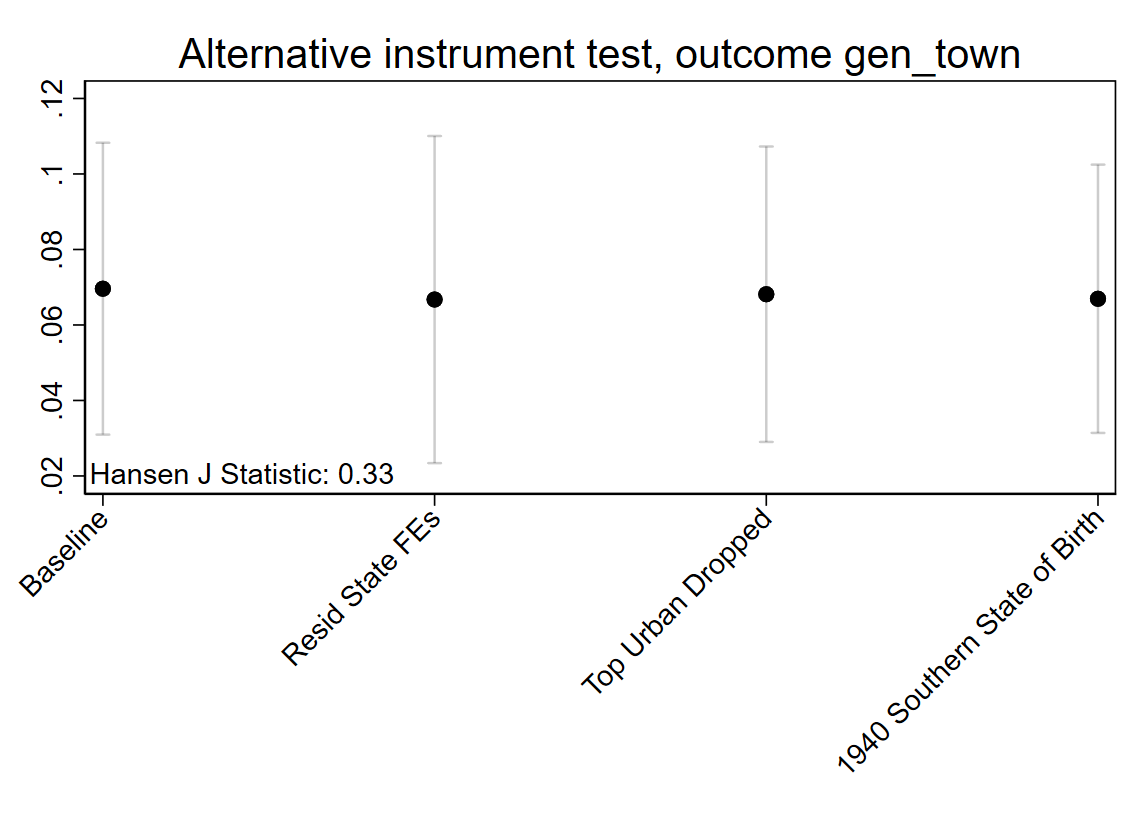 Alternative instrument test, outcome gen_town
.12
.1
.08
.06
.04
.02
Hansen J Statistic: 0.33
Baseline
Resid State FEs
Top Urban Dropped
1940 Southern State of Birth